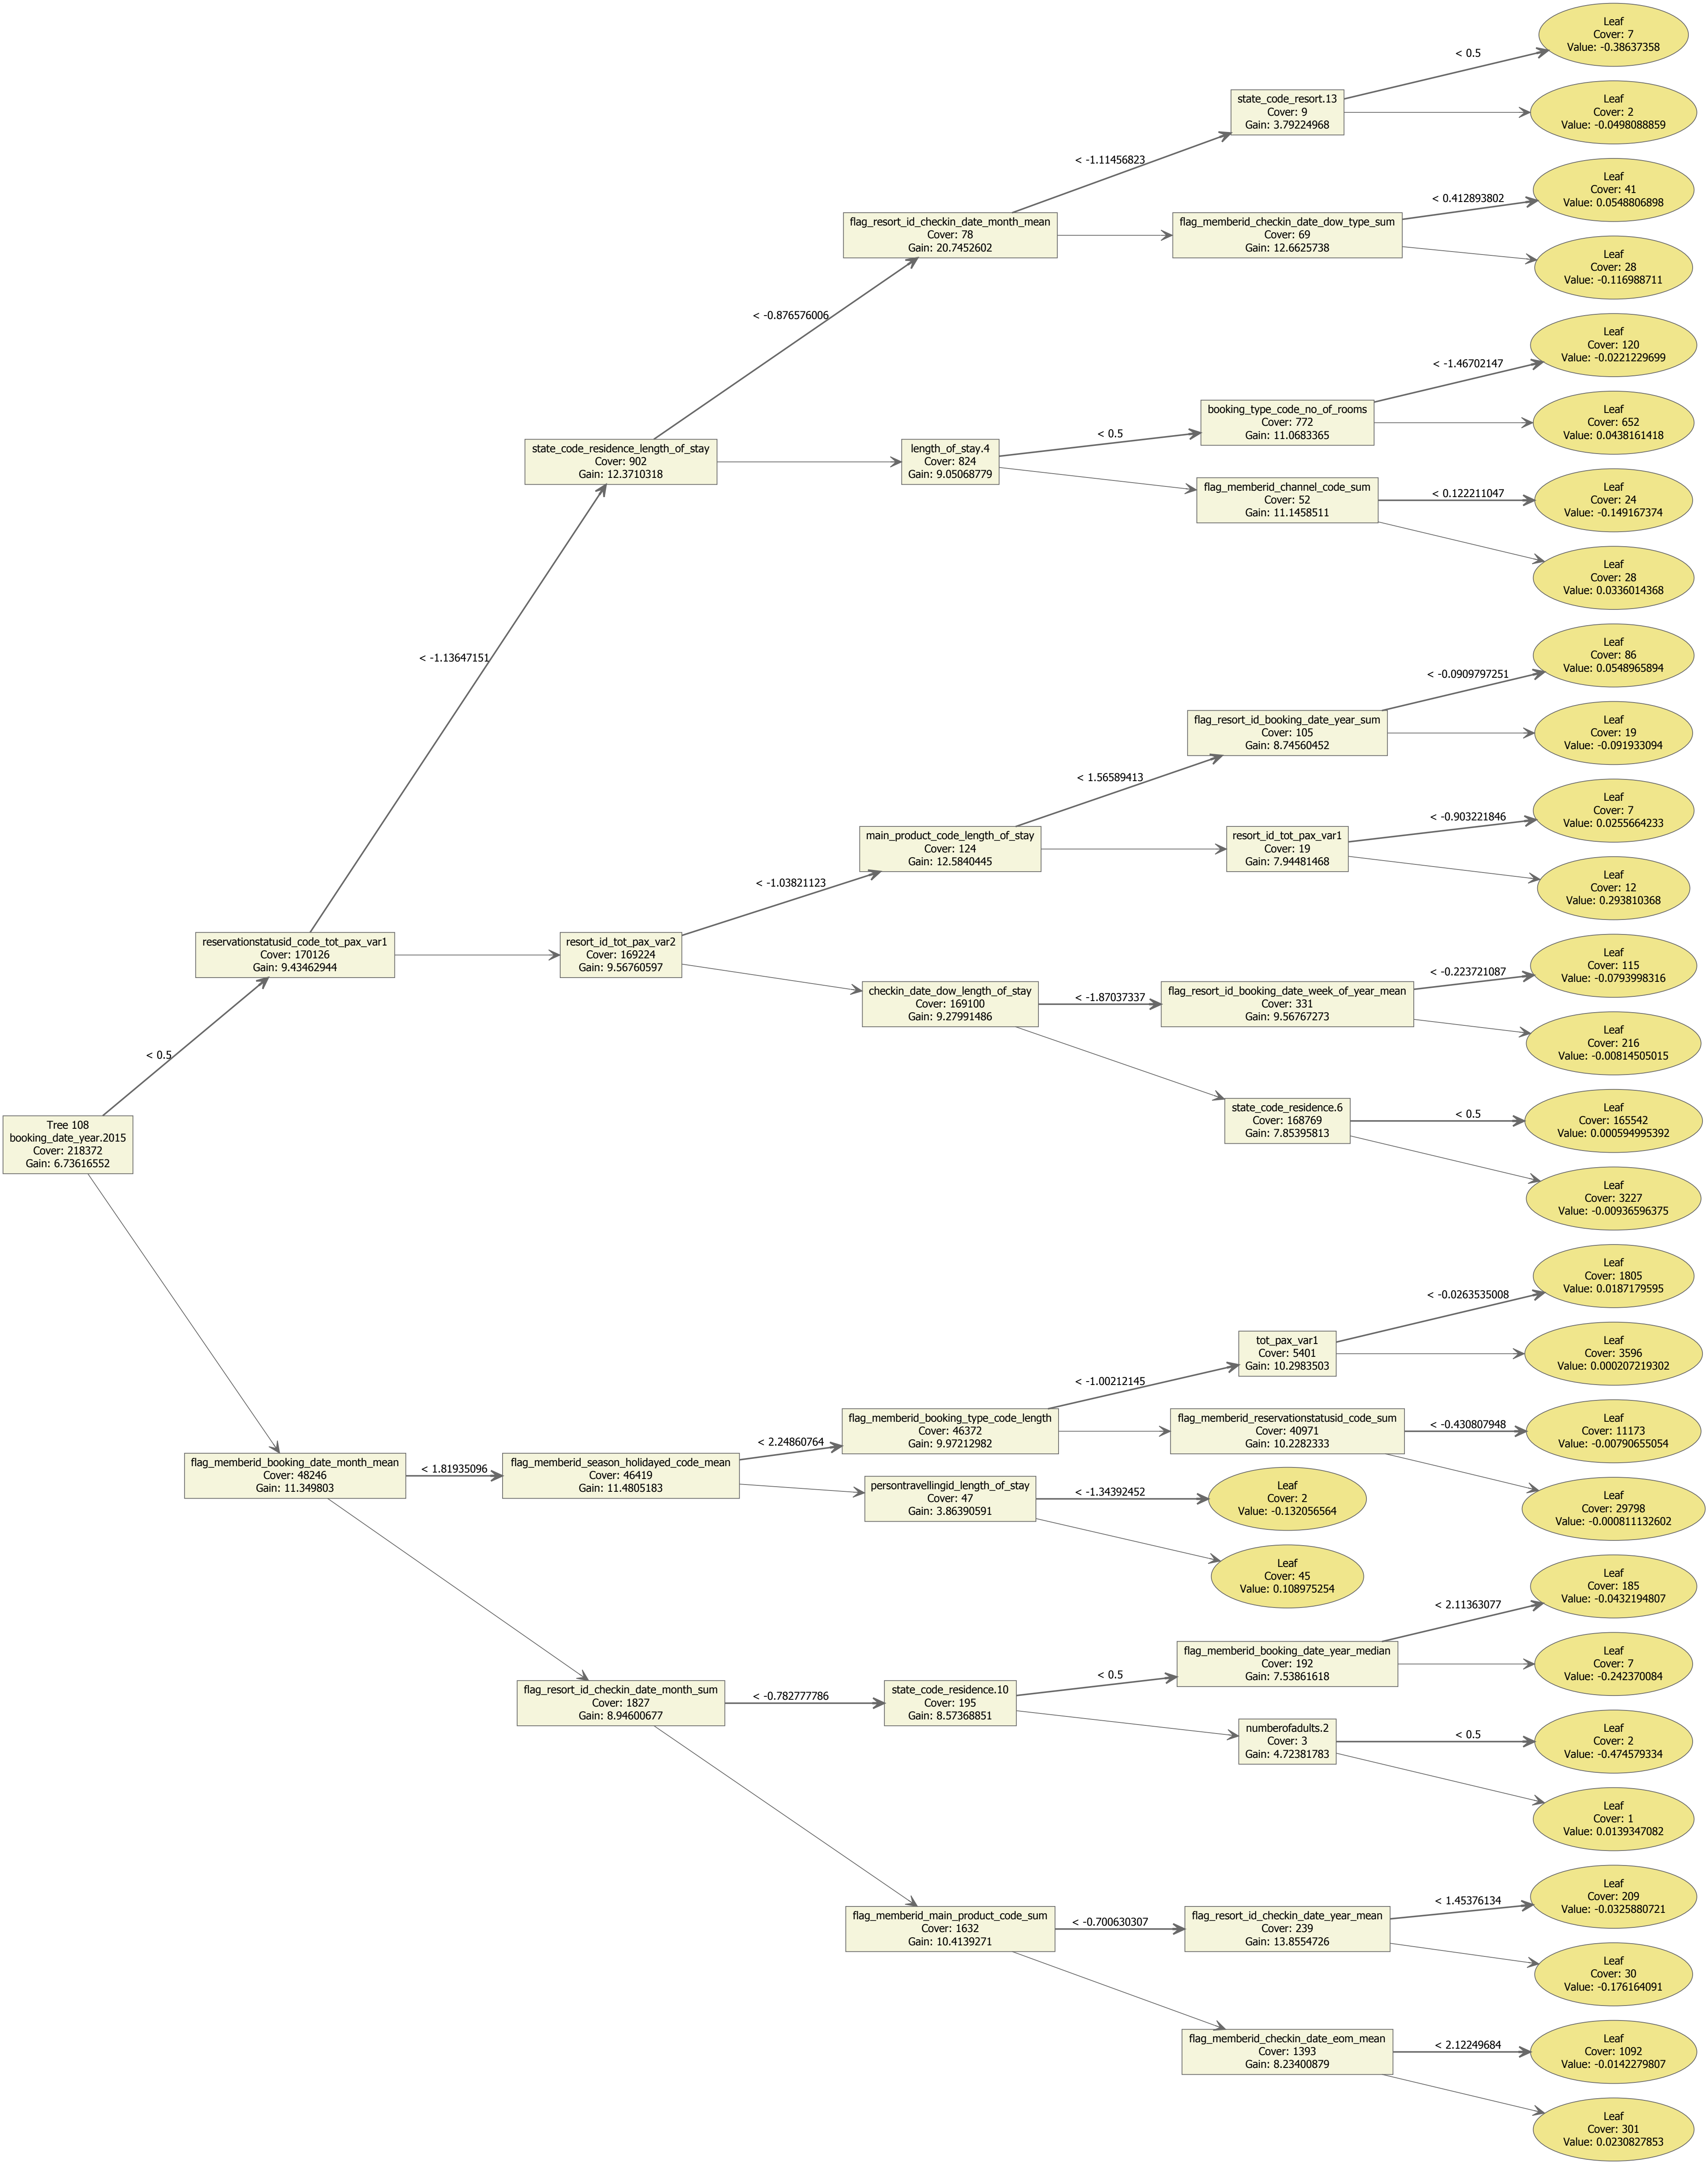 Leaf
Cover: 7
Value: -0.38637358
< 0.5
state_code_resort.13
Cover: 9
Gain: 3.79224968
Leaf
Cover: 2
Value: -0.0498088859
< -1.11456823
Leaf
Cover: 41
Value: 0.0548806898
< 0.412893802
flag_resort_id_checkin_date_month_mean
Cover: 78
Gain: 20.7452602
flag_memberid_checkin_date_dow_type_sum
Cover: 69
Gain: 12.6625738
Leaf
Cover: 28
Value: -0.116988711
< -0.876576006
Leaf
Cover: 120
Value: -0.0221229699
< -1.46702147
booking_type_code_no_of_rooms
Cover: 772
Gain: 11.0683365
Leaf
Cover: 652
Value: 0.0438161418
< 0.5
state_code_residence_length_of_stay
Cover: 902
Gain: 12.3710318
length_of_stay.4
Cover: 824
Gain: 9.05068779
flag_memberid_channel_code_sum
Cover: 52
Gain: 11.1458511
< 0.122211047
Leaf
Cover: 24
Value: -0.149167374
Leaf
Cover: 28
Value: 0.0336014368
< -1.13647151
Leaf
Cover: 86
Value: 0.0548965894
< -0.0909797251
flag_resort_id_booking_date_year_sum
Cover: 105
Gain: 8.74560452
Leaf
Cover: 19
Value: -0.091933094
< 1.56589413
Leaf
Cover: 7
Value: 0.0255664233
< -0.903221846
main_product_code_length_of_stay
Cover: 124
Gain: 12.5840445
resort_id_tot_pax_var1
Cover: 19
Gain: 7.94481468
Leaf
Cover: 12
Value: 0.293810368
< -1.03821123
reservationstatusid_code_tot_pax_var1
Cover: 170126
Gain: 9.43462944
resort_id_tot_pax_var2
Cover: 169224
Gain: 9.56760597
Leaf
Cover: 115
Value: -0.0793998316
< -0.223721087
checkin_date_dow_length_of_stay
Cover: 169100
Gain: 9.27991486
< -1.87037337
flag_resort_id_booking_date_week_of_year_mean
Cover: 331
Gain: 9.56767273
Leaf
Cover: 216
Value: -0.00814505015
< 0.5
state_code_residence.6
Cover: 168769
Gain: 7.85395813
< 0.5
Leaf
Cover: 165542
Value: 0.000594995392
Tree 108
booking_date_year.2015
Cover: 218372
Gain: 6.73616552
Leaf
Cover: 3227
Value: -0.00936596375
Leaf
Cover: 1805
Value: 0.0187179595
< -0.0263535008
tot_pax_var1
Cover: 5401
Gain: 10.2983503
Leaf
Cover: 3596
Value: 0.000207219302
< -1.00212145
flag_memberid_booking_type_code_length
Cover: 46372
Gain: 9.97212982
flag_memberid_reservationstatusid_code_sum
Cover: 40971
Gain: 10.2282333
< -0.430807948
Leaf
Cover: 11173
Value: -0.00790655054
< 2.24860764
flag_memberid_booking_date_month_mean
Cover: 48246
Gain: 11.349803
< 1.81935096
flag_memberid_season_holidayed_code_mean
Cover: 46419
Gain: 11.4805183
persontravellingid_length_of_stay
Cover: 47
Gain: 3.86390591
< -1.34392452
Leaf
Cover: 2
Value: -0.132056564
Leaf
Cover: 29798
Value: -0.000811132602
Leaf
Cover: 45
Value: 0.108975254
Leaf
Cover: 185
Value: -0.0432194807
< 2.11363077
flag_memberid_booking_date_year_median
Cover: 192
Gain: 7.53861618
Leaf
Cover: 7
Value: -0.242370084
< 0.5
flag_resort_id_checkin_date_month_sum
Cover: 1827
Gain: 8.94600677
< -0.782777786
state_code_residence.10
Cover: 195
Gain: 8.57368851
numberofadults.2
Cover: 3
Gain: 4.72381783
< 0.5
Leaf
Cover: 2
Value: -0.474579334
Leaf
Cover: 1
Value: 0.0139347082
Leaf
Cover: 209
Value: -0.0325880721
< 1.45376134
flag_memberid_main_product_code_sum
Cover: 1632
Gain: 10.4139271
< -0.700630307
flag_resort_id_checkin_date_year_mean
Cover: 239
Gain: 13.8554726
Leaf
Cover: 30
Value: -0.176164091
flag_memberid_checkin_date_eom_mean
Cover: 1393
Gain: 8.23400879
< 2.12249684
Leaf
Cover: 1092
Value: -0.0142279807
Leaf
Cover: 301
Value: 0.0230827853